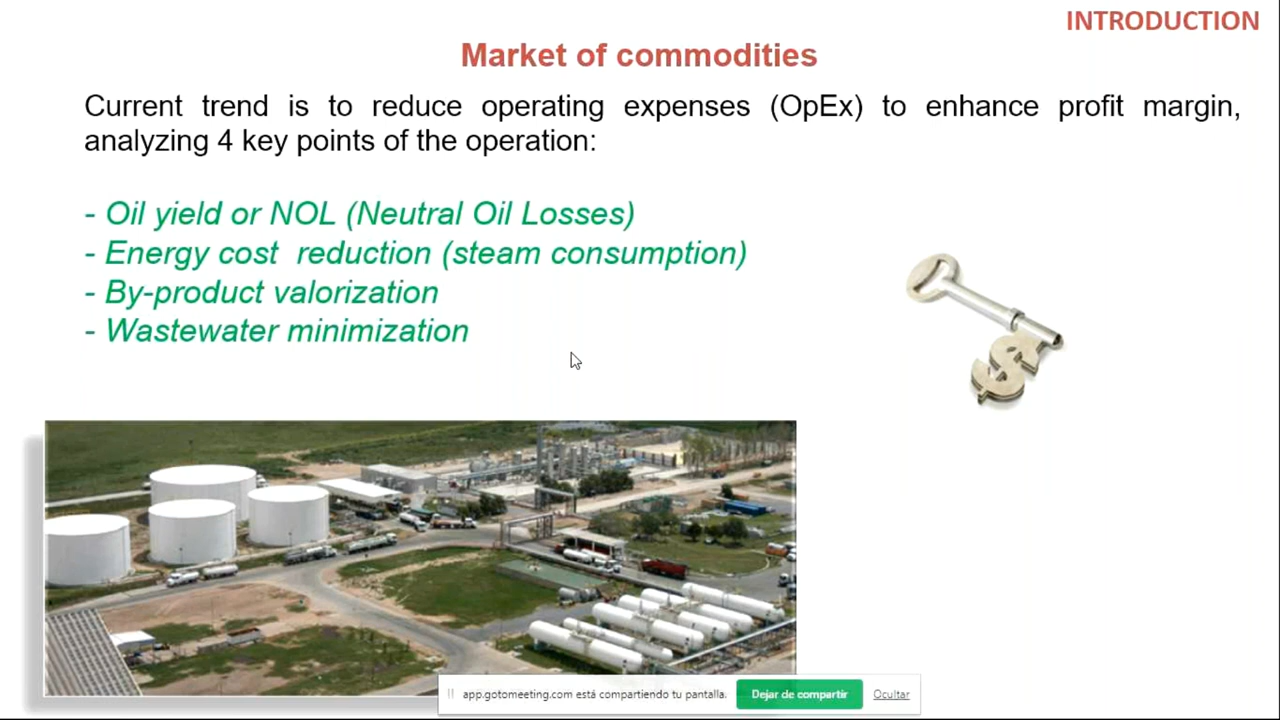 INTRODUCTION
Market of commodities
Current trend is to reduce operating expenses (OpEx) to enhance profit margin,
analyzing 4 key points of the operation:
- Oil yield or NOL (Neutral Oil Losses)
- Energy cost reduction (steam consumption)
- By-product valorization
- Wastewater minimization
$
app.gotomeeting.com está compartiendo tu pantalla. Dejar de compartir Ocultar